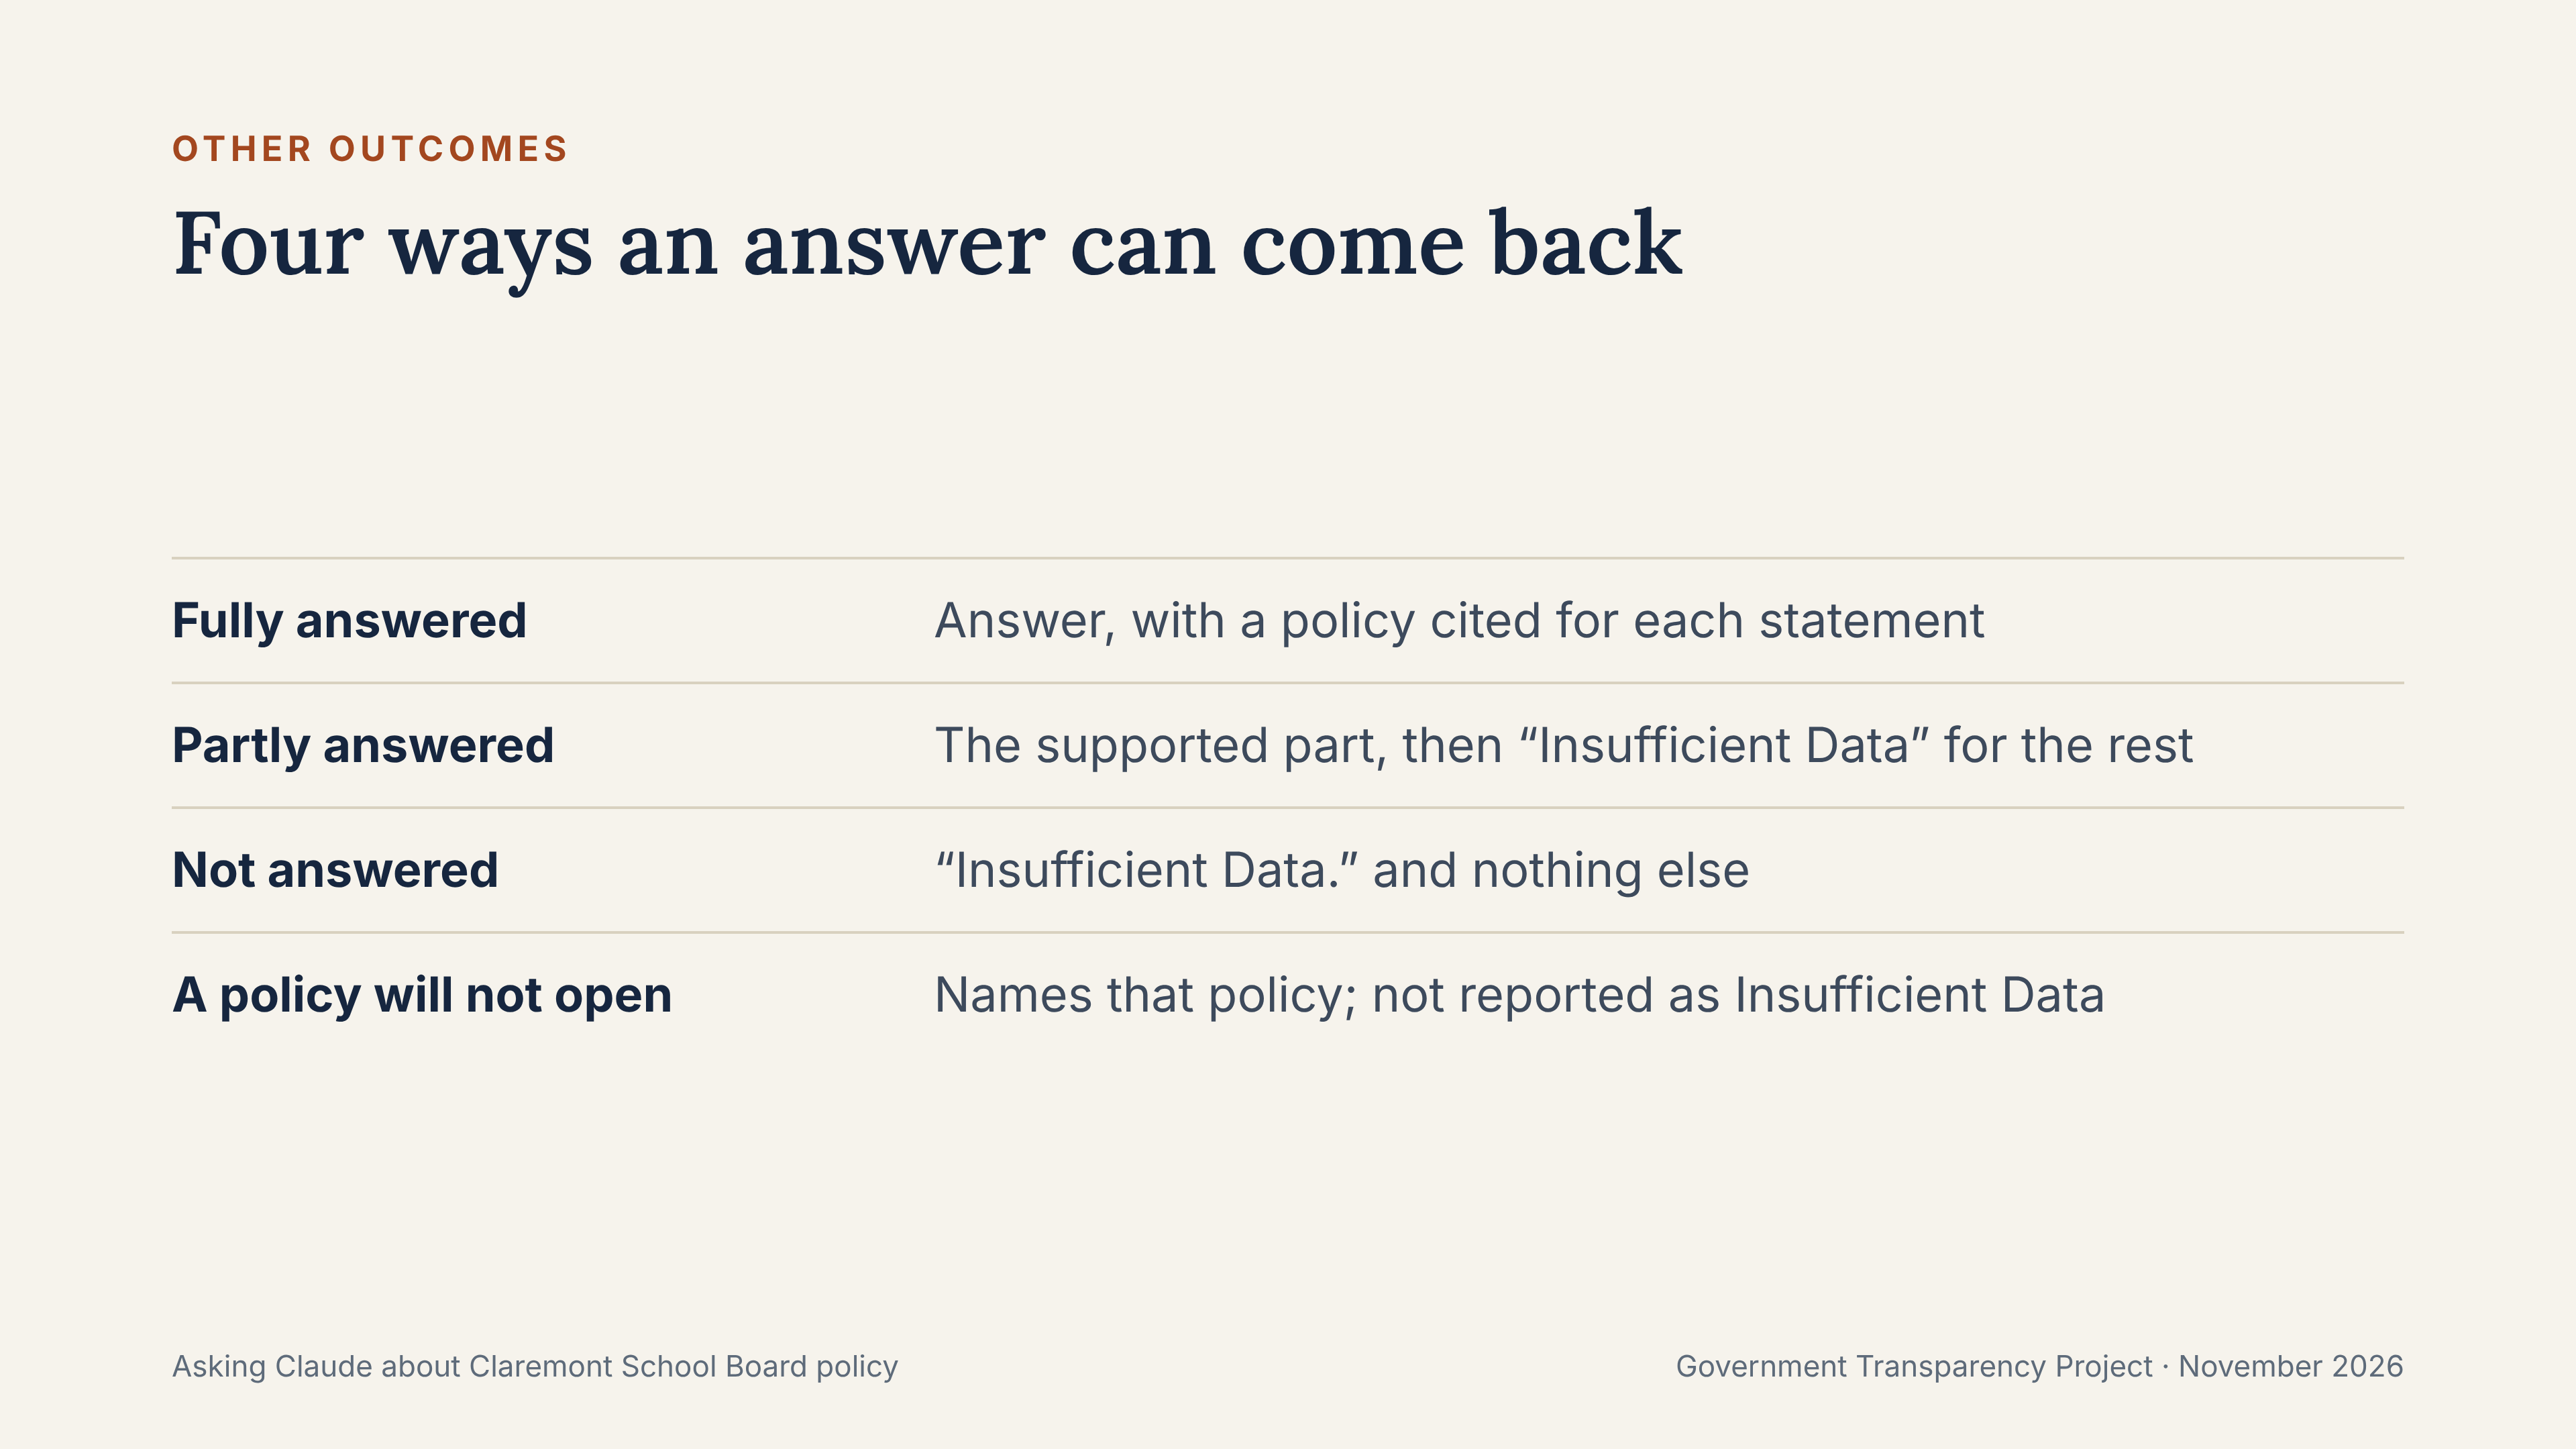 OTHER OUTCOMES
Four ways an answer can come back
Fully answered
Answer, with a policy cited for each statement
Partly answered
The supported part, then “Insufficient Data” for the rest
Not answered
“Insufficient Data.” and nothing else
A policy will not open
Names that policy; not reported as Insufficient Data
Asking Claude about Claremont School Board policy
Government Transparency Project · November 2026